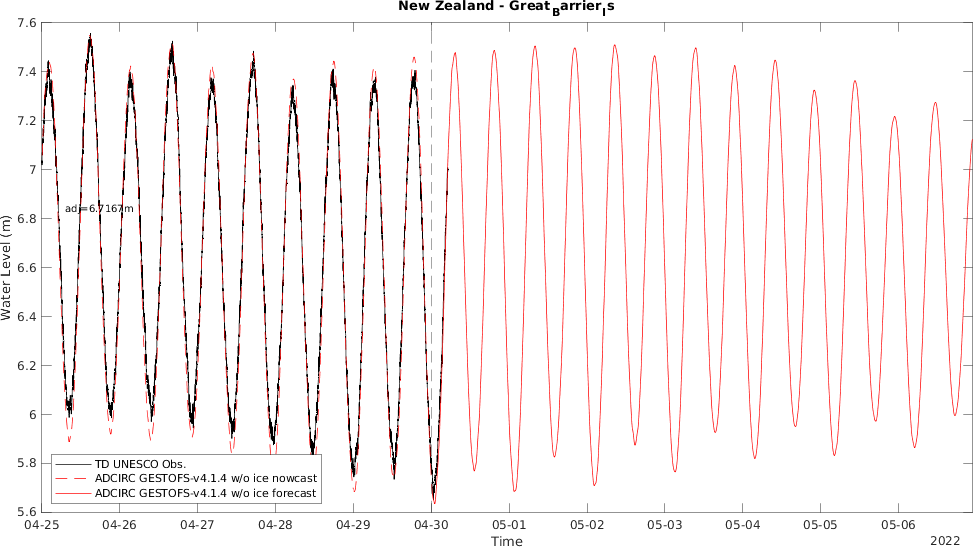 New Zealand - Great_Barrier_Is
7.6
7.4
7.2
7
6.8
6.6
6.4
6.2
6
5.8
5.6
Water Level (m)
adj=6.7167m
TD UNESCO Obs.
ADCIRC GESTOFS-v4.1.4 w/o ice nowcast
ADCIRC GESTOFS-v4.1.4 w/o ice forecast
04-25 04-26 04-27 04-28 04-29 04-30 05-01 05-02 05-03 05-04 05-05 05-06
Time
2022